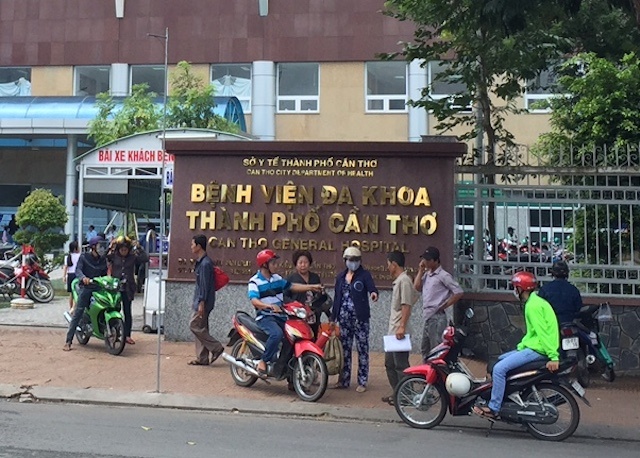 BÃI XE KHÁCH BỆN
SỞ Y TẾ THÀNH PHỐ CẦN THƠ
CAN THO CITY DEPARTMENT OF HEALTH
BỆNH VIỆN ĐA KHOA
THÀNH PHỐ CẦN THƠ
CAN THO GENERAL HOSPITAL